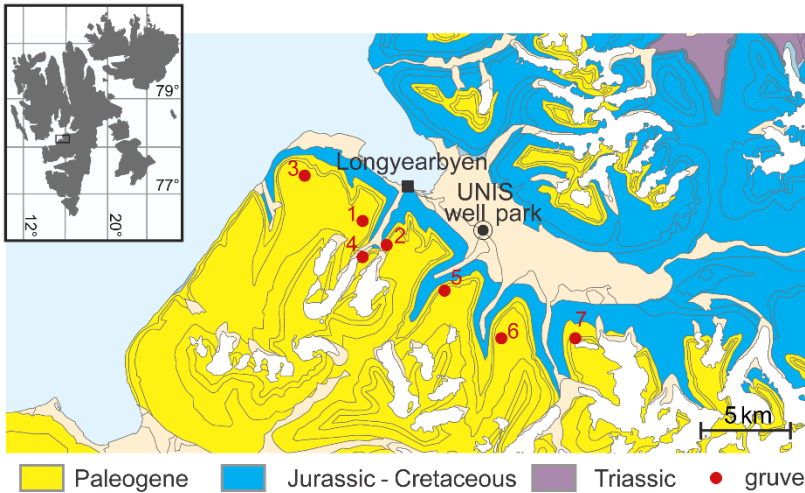 79°
77°
12°
20°
Longyearbyen
UNIS
well park
3
1
4
2
5
6
7
5 km
Paleogene
Jurassic - Cretaceous
Triassic
gruve